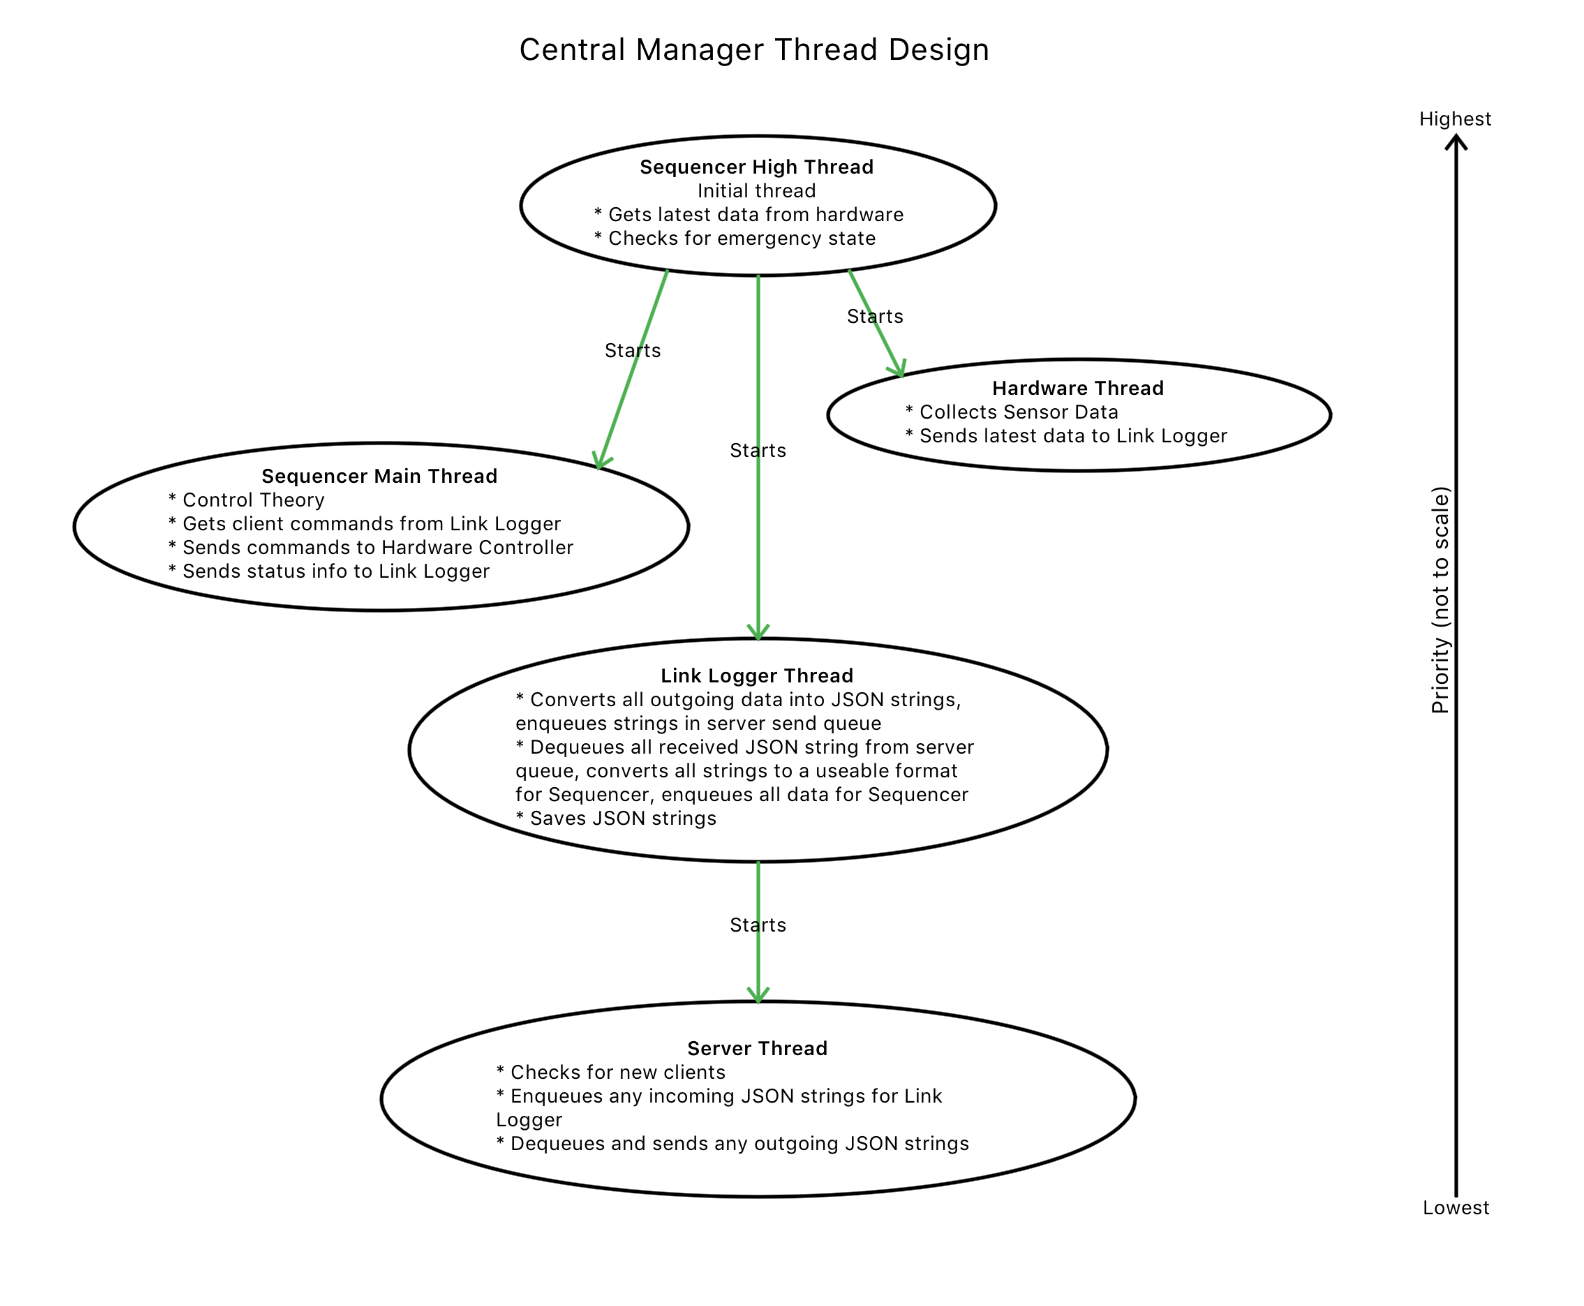 Central Manager Thread Design
Highest
Sequencer High Thread
Initial thread
* Gets latest data from hardware
* Checks for emergency state
Starts
Starts
Starts
Hardware Thread
* Collects Sensor Data
* Sends latest data to Link Logger
Sequencer Main Thread
* Control Theory
* Gets client commands from Link Logger
* Sends commands to Hardware Controller
* Sends status info to Link Logger
Priority (not to scale)
Link Logger Thread
* Converts all outgoing data into JSON strings,
enqueues strings in server send queue
* Dequeues all received JSON string from server
queue, converts all strings to a useable format
for Sequencer, enqueues all data for Sequencer
* Saves JSON strings
Starts
Server Thread
* Checks for new clients
* Enqueues any incoming JSON strings for Link
Logger
* Dequeues and sends any outgoing JSON strings
Lowest